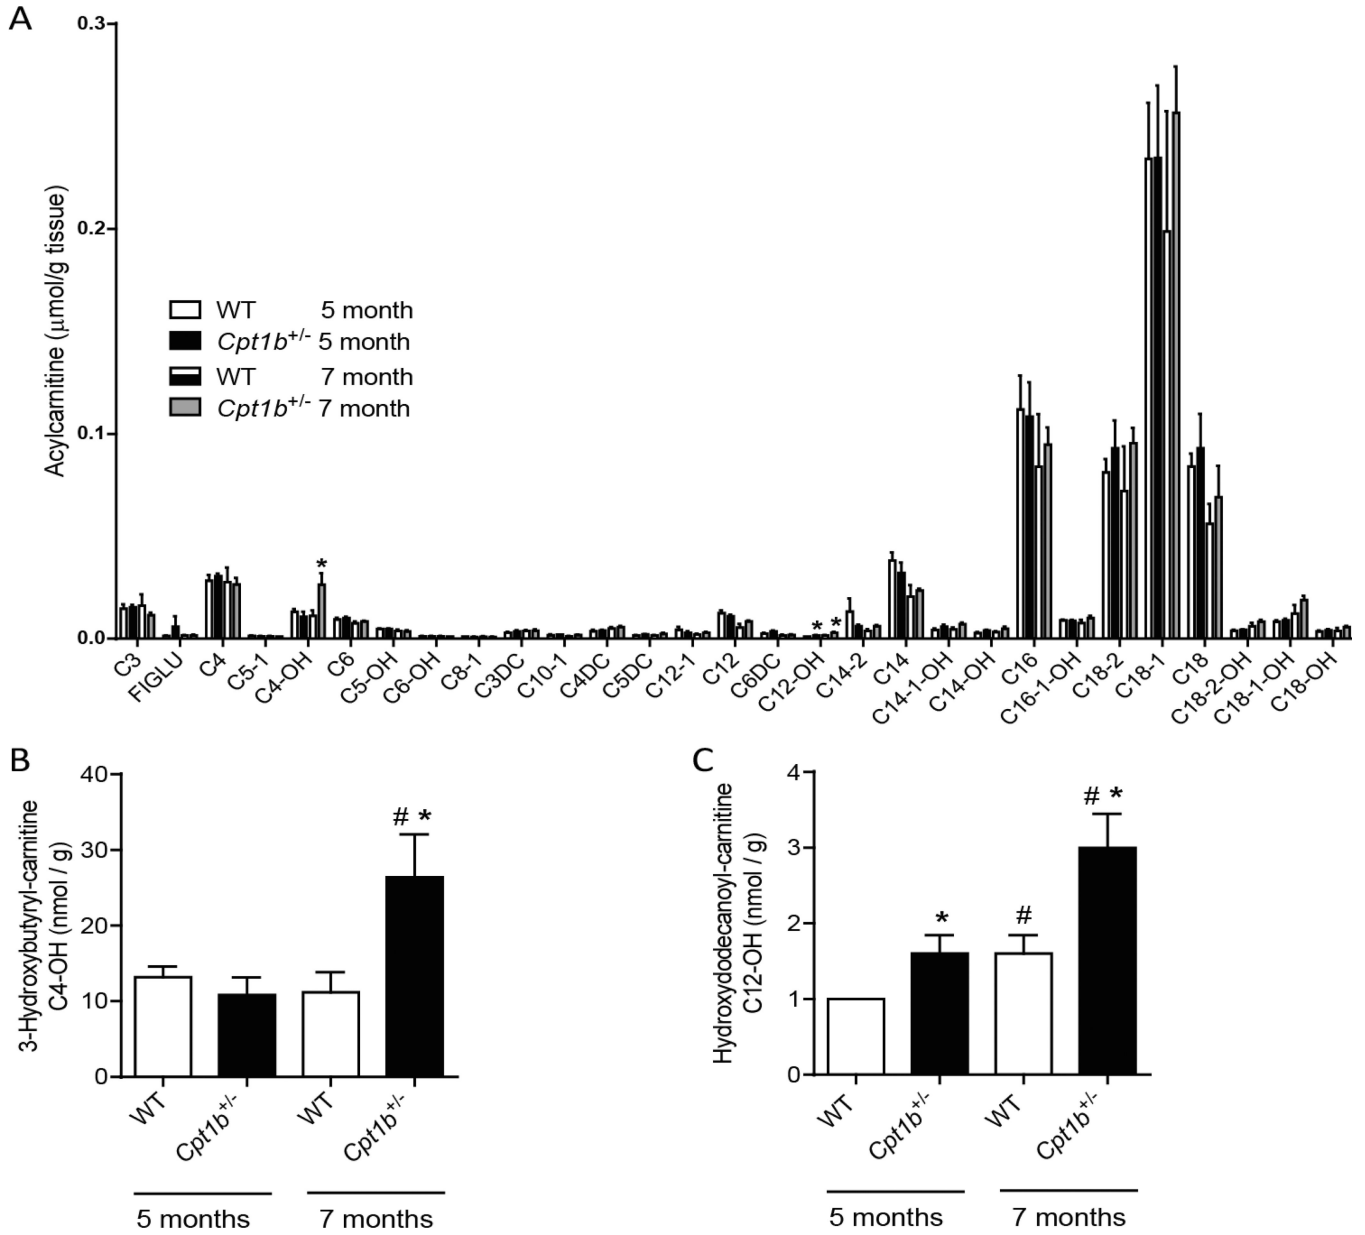 A
Acylcarnitine (μmol/g tissue)
0.3
0.2
0.1
0.0
WT 5 month
Cpt1b+/- 5 month
WT 7 month
Cpt1b+/- 7 month
*
* *
C3
FIGLU
C4
C5-1
C4-OH
C6
C5-OH
C6-OH
C8-1
C3DC
C10-1
C4DC
C5DC
C12-1
C12
C6DC
C12-OH
C14-2
C14
C14-1-OH
C14-OH
C16
C16-1-OH
C18-2
C18-1
C18
C18-2-OH
C18-1-OH
C18-OH
B
3-Hydroxybutyryl-carnitine
C4-OH (nmol / g)
40
30
20
10
0
# *
WT
Cpt1b+/-
WT
Cpt1b+/-
5 months
7 months
C
Hydroxydodecanoyl-carnitine
C12-OH (nmol / g)
4
3
2
1
0
*
#
# *
WT
Cpt1b+/-
WT
Cpt1b+/-
5 months
7 months